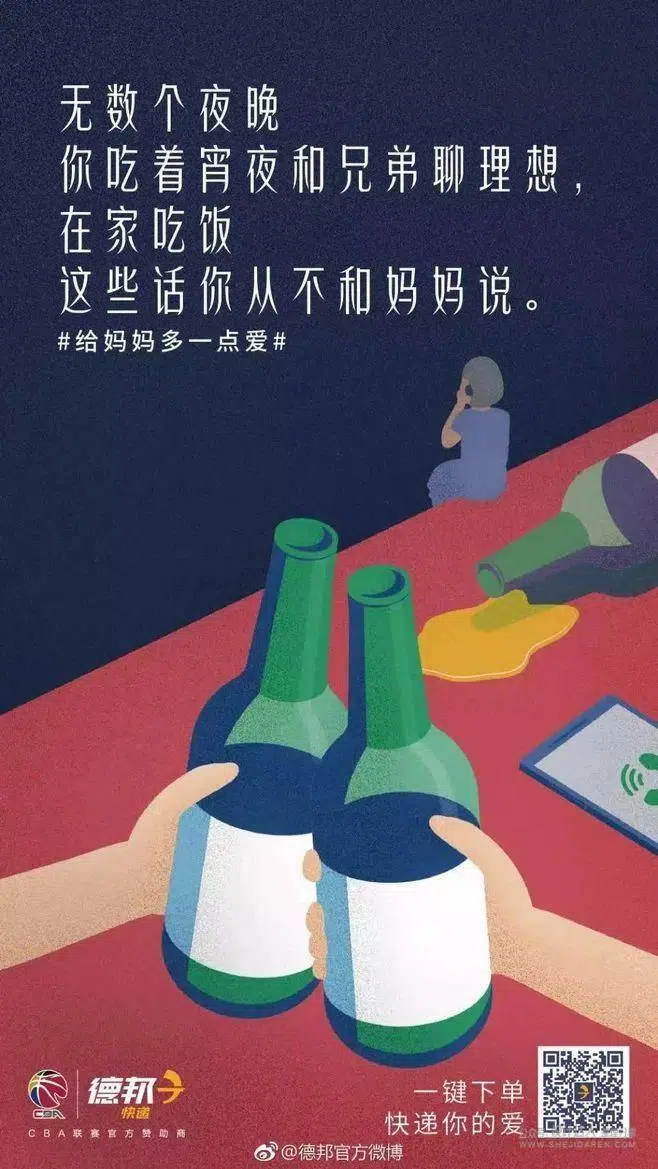 无数个夜晚
你吃着宵夜和兄弟聊理想，
在家吃饭
这些话你从不和妈妈说。
#给妈妈多一点爱#
CBA
德邦
快递
CBA联赛官方赞助商
一键下单
快递你的爱
@德邦官方微博
WWW.SHEJIDAREN.COM